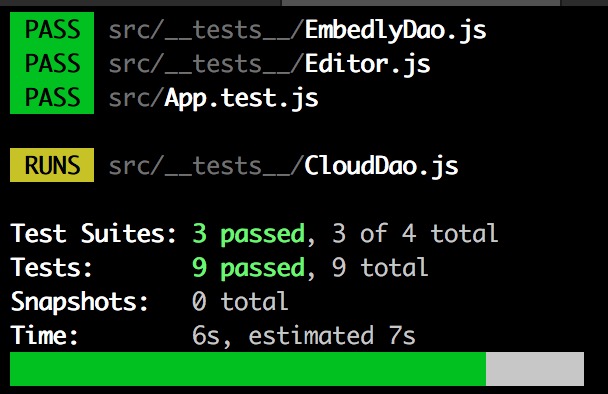 PASS src/__tests__/EmbedlyDao.js
PASS src/__tests__/Editor.js
PASS src/App.test.js
RUNS src/__tests__/CloudDao.js
Test Suites: 3 passed, 3 of 4 total
Tests: 9 passed, 9 total
Snapshots: 0 total
Time: 6s, estimated 7s